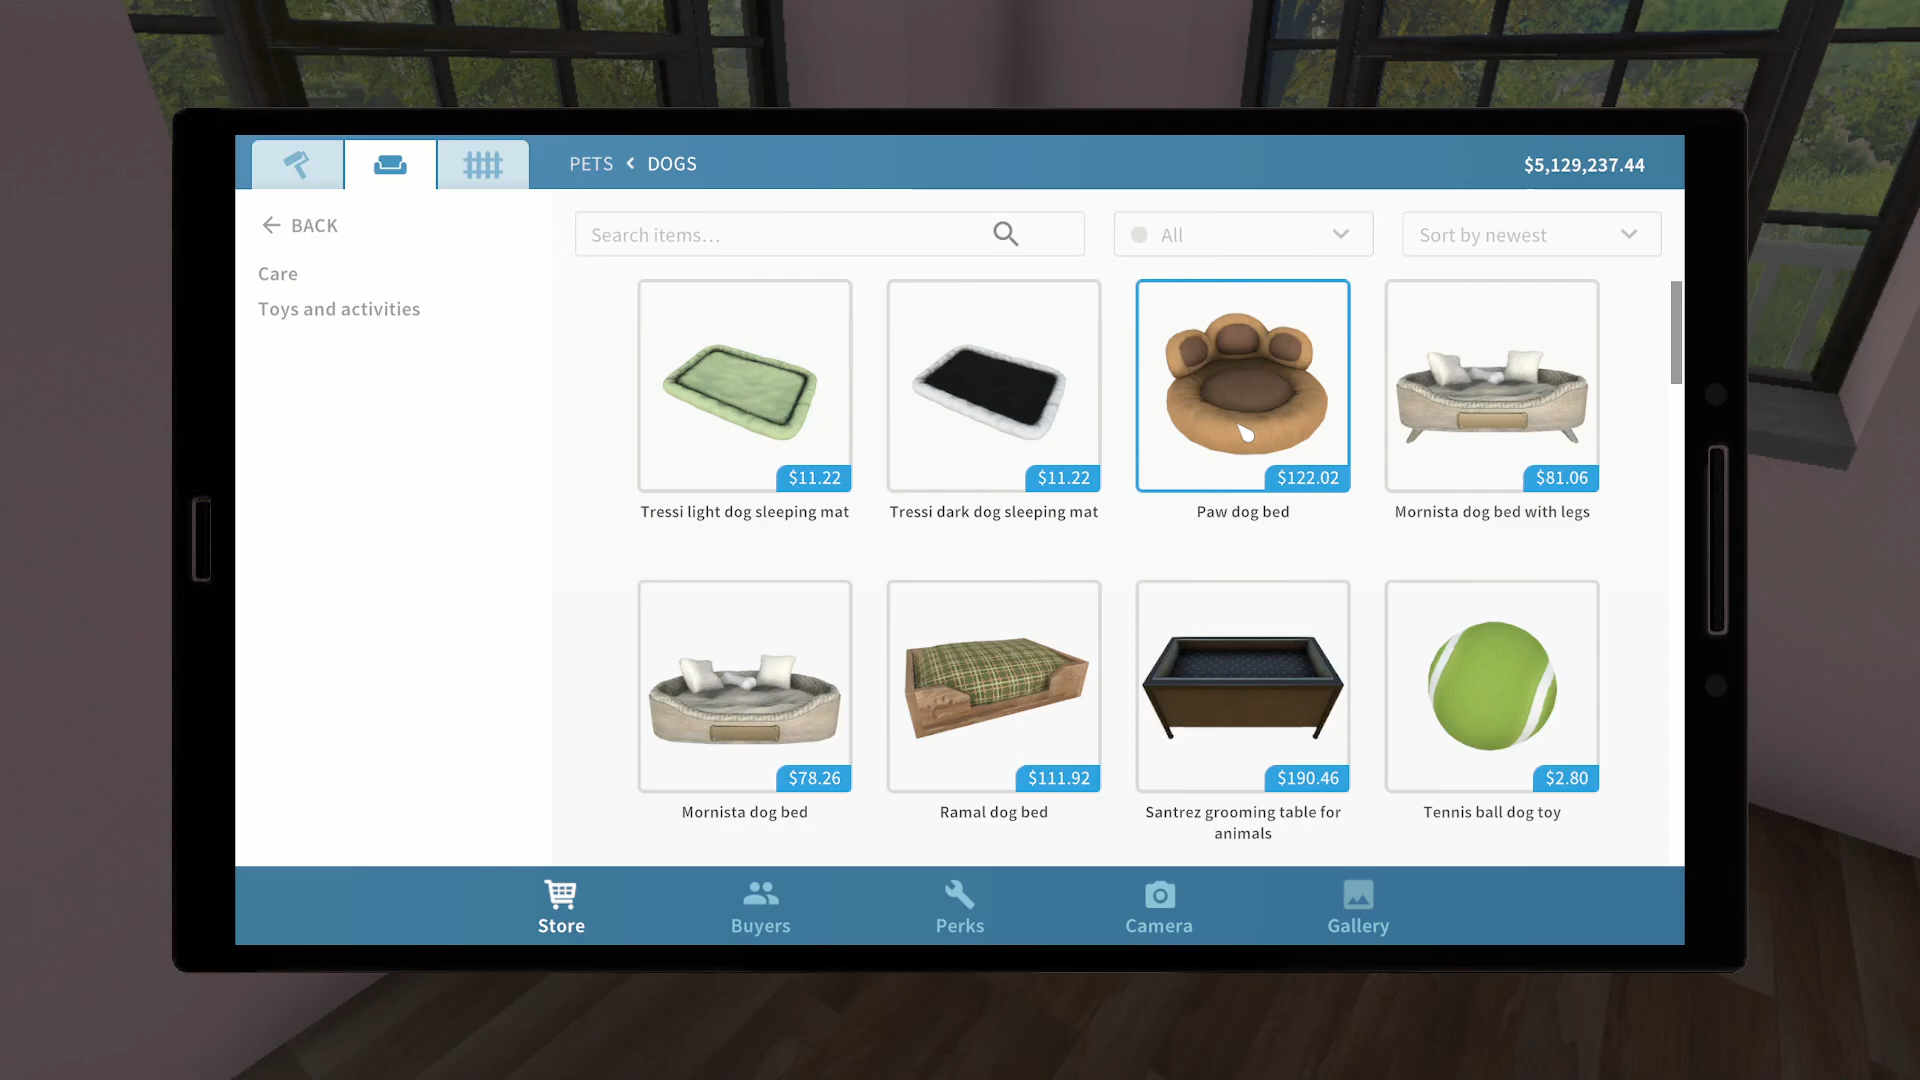 PETS < DOGS
$5,129,237.44
BACK
Care
Toys and activities
Search items...
All
Sort by newest
$11.22
$11.22
$122.02
$81.06
Tressi light dog sleeping mat
Tressi dark dog sleeping mat
Paw dog bed
Mornista dog bed with legs
$78.26
$111.92
$190.46
$2.80
Mornista dog bed
Ramal dog bed
Santrez grooming table for
animals
Tennis ball dog toy
Store
Buyers
Perks
Camera
Gallery